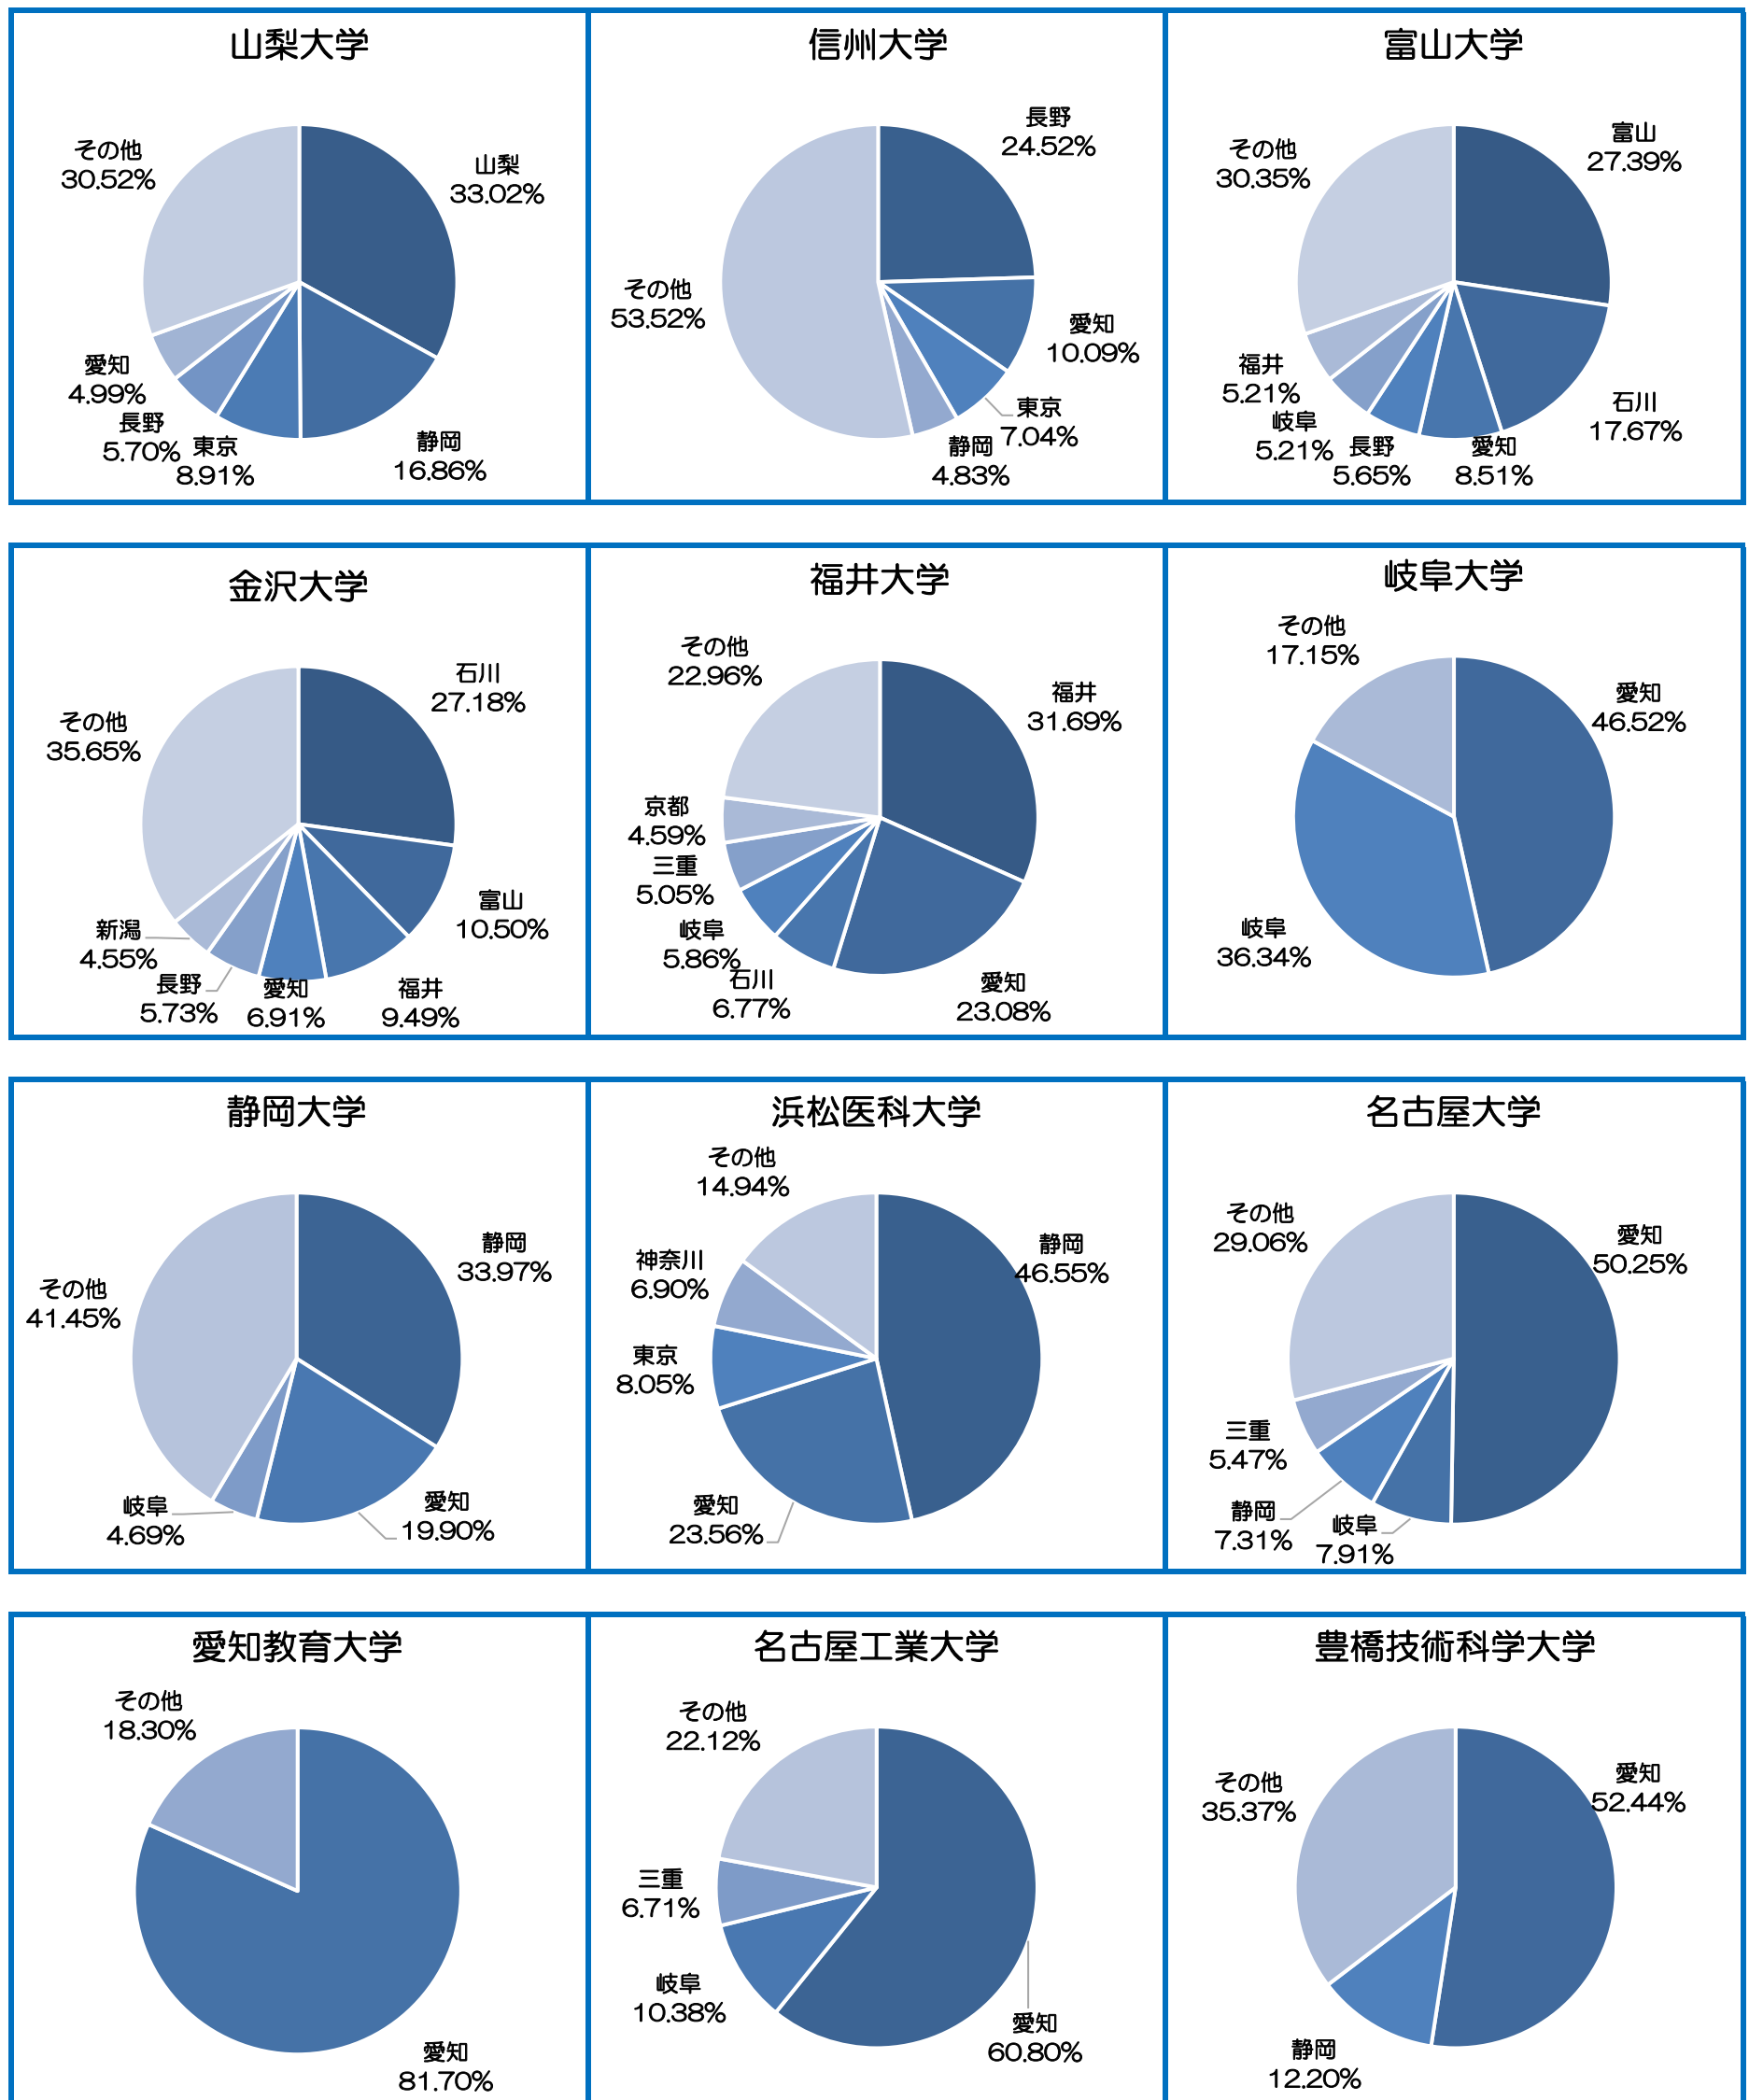 山梨大学
その他
30.52%
山梨
33.02%
愛知
4.99%
長野
5.70%
東京
8.91%
静岡
16.86%
信州大学
長野
24.52%
その他
53.52%
愛知
10.09%
東京
7.04%
静岡
4.83%
富山大学
富山
27.39%
その他
30.35%
福井
5.21%
岐阜
5.21%
長野
5.65%
愛知
8.51%
石川
17.67%
金沢大学
石川
27.18%
その他
35.65%
富山
10.50%
新潟
4.55%
長野
5.73%
愛知
6.91%
福井
9.49%
福井大学
その他
22.96%
福井
31.69%
京都
4.59%
三重
5.05%
岐阜
5.86%
石川
6.77%
愛知
23.08%
岐阜大学
その他
17.15%
愛知
46.52%
岐阜
36.34%
静岡大学
静岡
33.97%
その他
41.45%
岐阜
4.69%
愛知
19.90%
浜松医科大学
その他
14.94%
静岡
46.55%
神奈川
6.90%
東京
8.05%
愛知
23.56%
名古屋大学
その他
29.06%
愛知
50.25%
三重
5.47%
静岡
7.31%
岐阜
7.91%
愛知教育大学
その他
18.30%
愛知
81.70%
名古屋工業大学
その他
22.12%
三重
6.71%
岐阜
10.38%
愛知
60.80%
豊橋技術科学大学
愛知
52.44%
その他
35.37%
静岡
12.20%